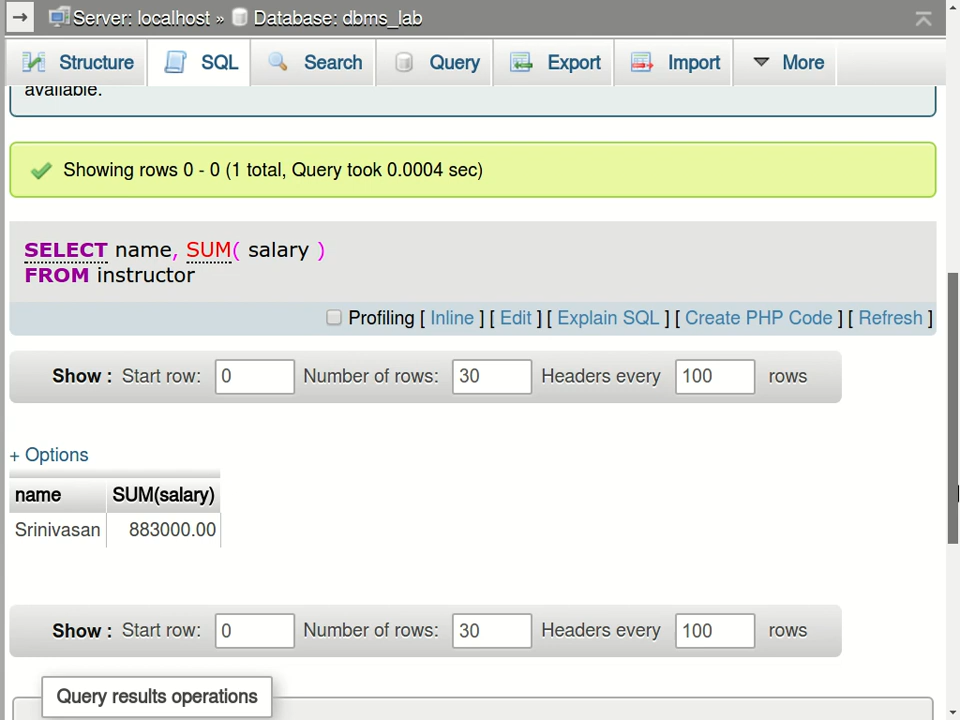 Server: localhost » Database: dbms_lab
Structure SQL Search Query Export Import More
available.
Showing rows 0 - 0 (1 total, Query took 0.0004 sec)
SELECT name, SUM( salary )
FROM instructor
Profiling [ Inline ] [ Edit ] [ Explain SQL ] [ Create PHP Code ] [ Refresh ]
Show : Start row: 0 Number of rows: 30 Headers every 100 rows
+ Options
name SUM(salary)
Srinivasan 883000.00
Show : Start row: 0 Number of rows: 30 Headers every 100 rows
Query results operations